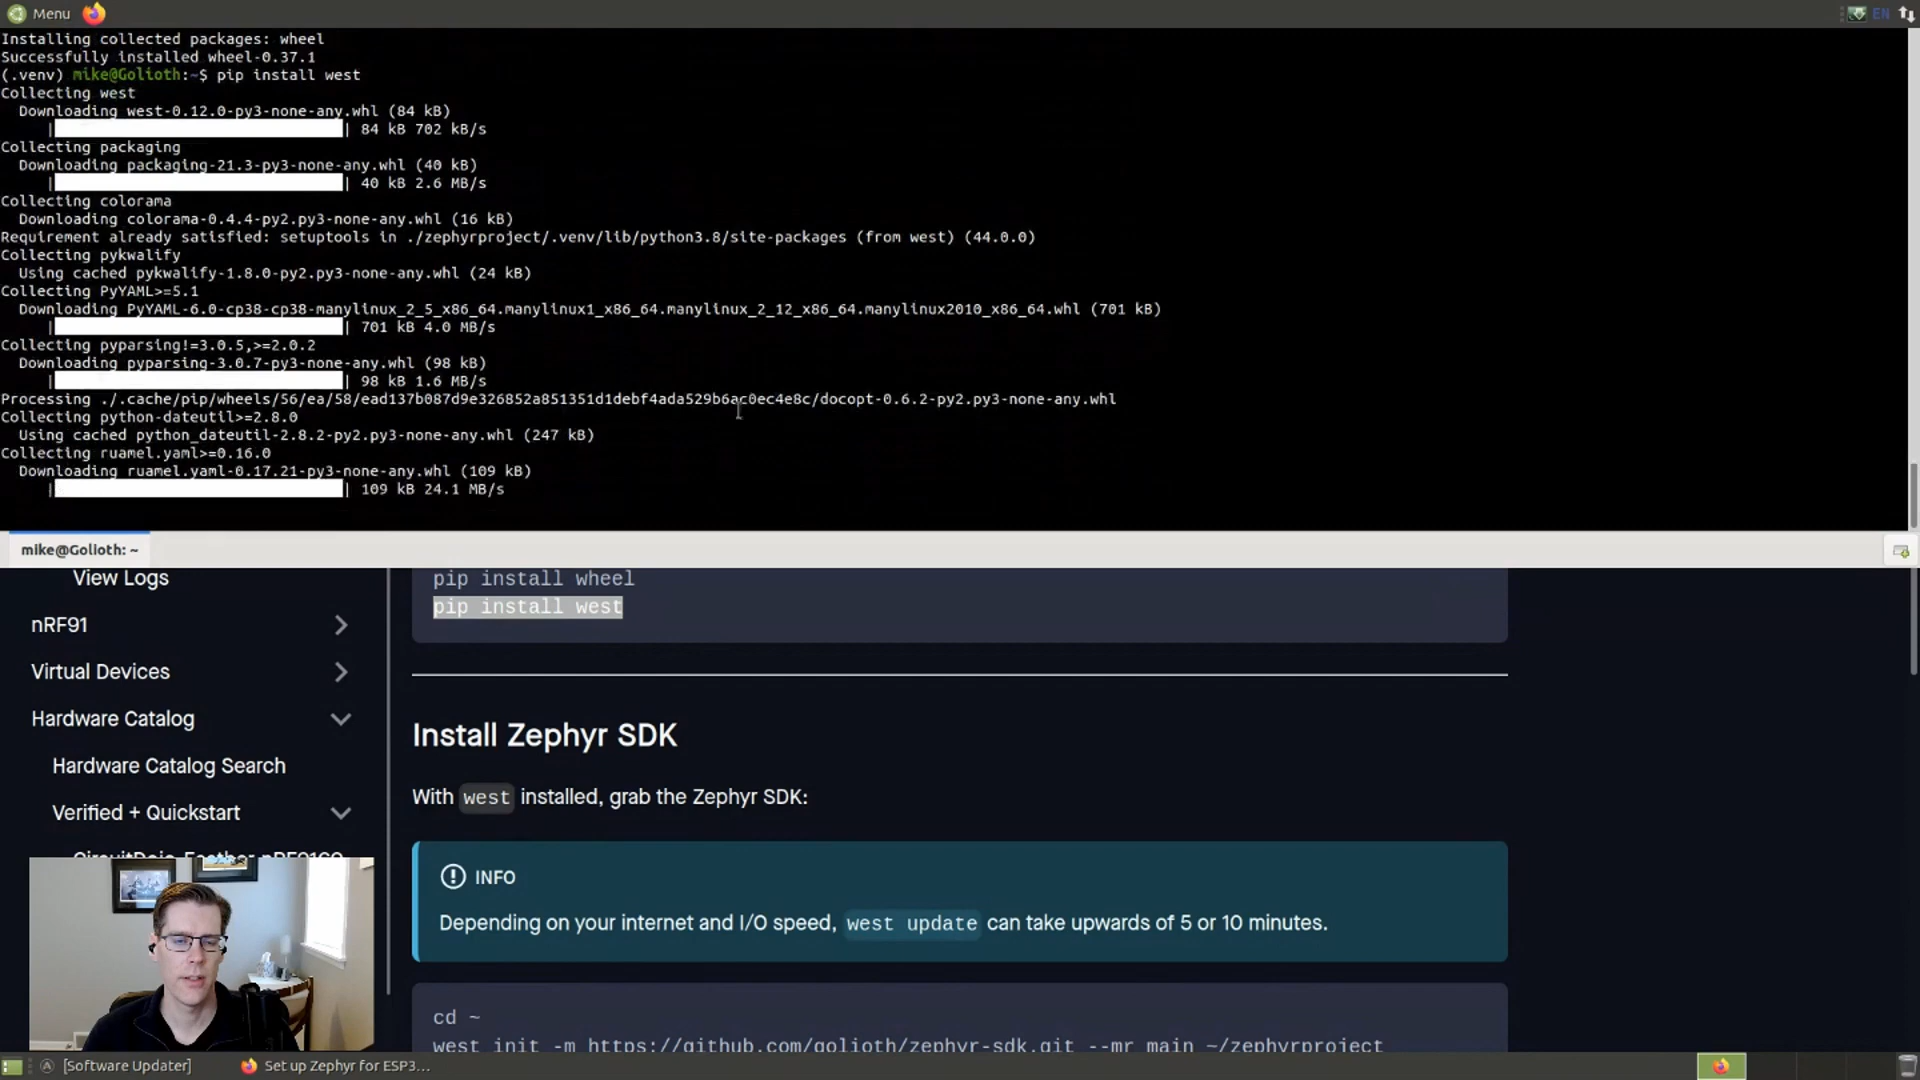 Menu
EN
Installing collected packages: wheel
Successfully installed wheel-0.37.1
(.venv) mike@Golioth:~$ pip install west
Collecting west
Downloading west-0.12.0-py3-none-any.whl (84 kB)
|  | 84 kB 702 kB/s
Collecting packaging
Downloading packaging-21.3-py3-none-any.whl (40 kB)
|  | 40 kB 2.6 MB/s
Collecting colorama
Downloading colorama-0.4.4-py2.py3-none-any.whl (16 kB)
Requirement already satisfied: setuptools in ./zephyrproject/.venv/lib/python3.8/site-packages (from west) (44.0.0)
Collecting pykwalify
Using cached pykwalify-1.8.0-py2.py3-none-any.whl (24 kB)
Collecting PyYAML>=5.1
Downloading PyYAML-6.0-cp38-cp38-manylinux_2_5_x86_64.manylinux1_x86_64.manylinux_2_12_x86_64.manylinux2010_x86_64.whl (701 kB)
|  | 701 kB 4.0 MB/s
Collecting pyparsing!=3.0.5,>=2.0.2
Downloading pyparsing-3.0.7-py3-none-any.whl (98 kB)
|  | 98 kB 1.6 MB/s
Processing ./.cache/pip/wheels/56/ea/58/ead137b087d9e326852a851351d1debf4ada529b6ac0ec4e8c/docopt-0.6.2-py2.py3-none-any.whl
Collecting python-dateutil>=2.8.0
Using cached python_dateutil-2.8.2-py2.py3-none-any.whl (247 kB)
Collecting ruamel.yaml>=0.16.0
Downloading ruamel.yaml-0.17.21-py3-none-any.whl (109 kB)
|  | 109 kB 24.1 MB/s
mike@Golioth: ~
View Logs
nRF91
Virtual Devices
Hardware Catalog
Hardware Catalog Search
Verified + Quickstart
CircuitDojo Feather nRF9160
pip install wheel
pip install west
Install Zephyr SDK
With west installed, grab the Zephyr SDK:
INFO
Depending on your internet and I/O speed, west update can take upwards of 5 or 10 minutes.
cd ~
west init -m https://github.com/golioth/zephyr-sdk.git --mr main ~/zephyrproject
[Software Updater]
Set up Zephyr for ESP3...